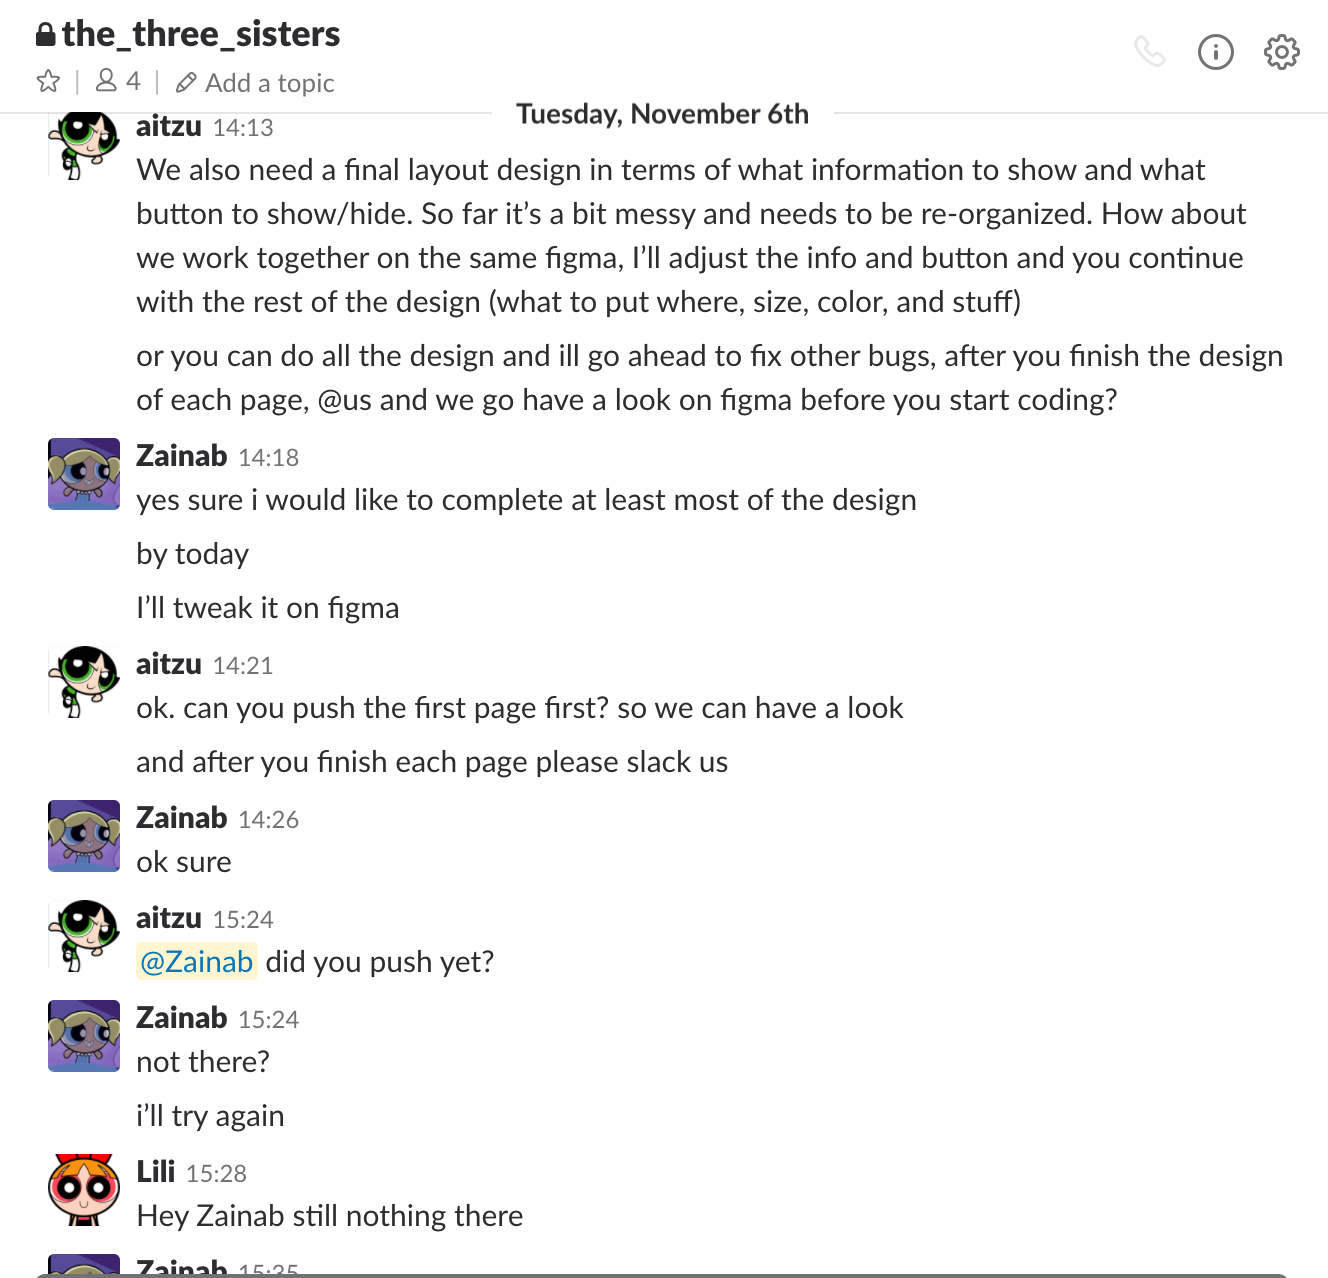 the_three_sisters
4 Add a topic
Tuesday, November 6th
aitzu 14:13
We also need a final layout design in terms of what information to show and what
button to show/hide. So far it’s a bit messy and needs to be re-organized. How about
we work together on the same figma, I’ll adjust the info and button and you continue
with the rest of the design (what to put where, size, color, and stuff)
or you can do all the design and ill go ahead to fix other bugs, after you finish the design
of each page, @us and we go have a look on figma before you start coding?
Zainab 14:18
yes sure i would like to complete at least most of the design
by today
I’ll tweak it on figma
aitzu 14:21
ok. can you push the first page first? so we can have a look
and after you finish each page please slack us
Zainab 14:26
ok sure
aitzu 15:24
@Zainab did you push yet?
Zainab 15:24
not there?
i’ll try again
Lili 15:28
Hey Zainab still nothing there
Zainab 15:35